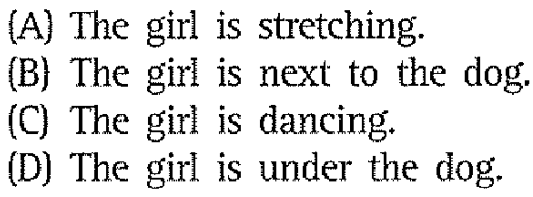 (A) The girl is stretching.
(B) The girl is next to the dog.
(C) The girl is dancing.
(D) The girl is under the dog.